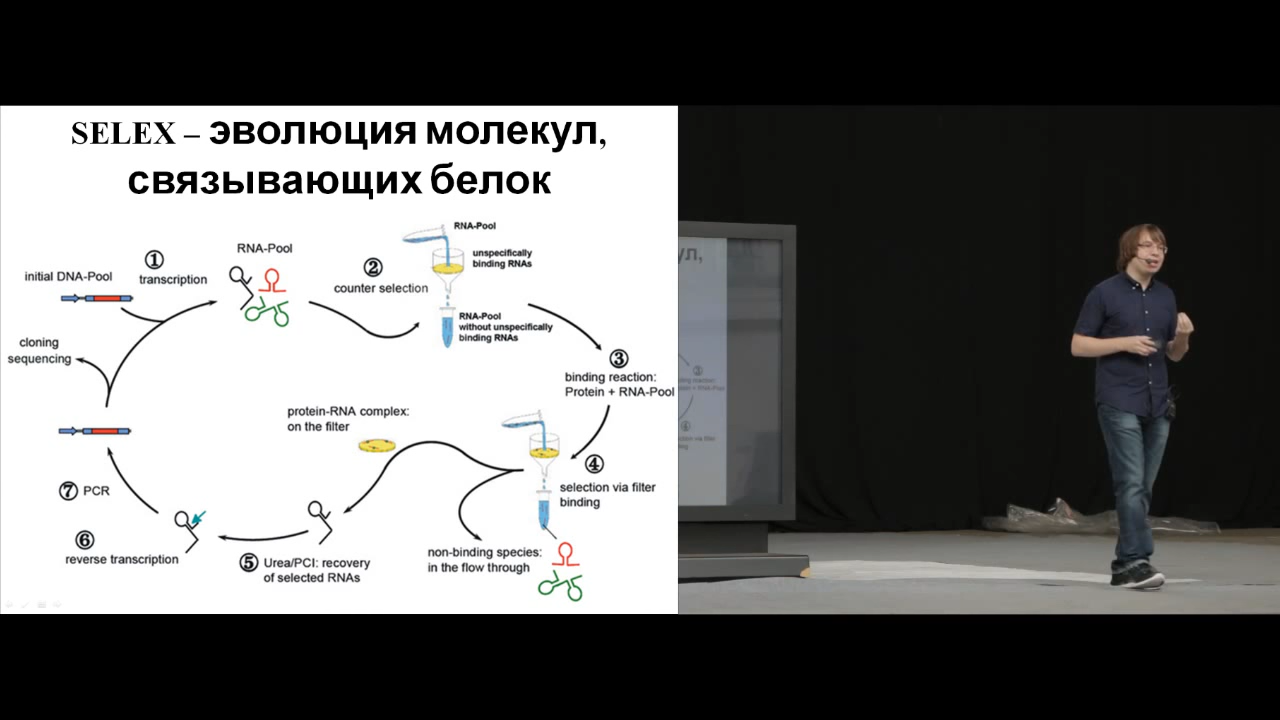 SELEX – эволюция молекул,
связывающих белок
initial DNA-Pool
①
transcription
RNA-Pool
②
counter selection
RNA-Pool
unspecifically
binding RNAs
RNA-Pool
without unspecifically
binding RNAs
③
binding reaction:
Protein + RNA-Pool
④
selection via filter
binding
non-binding species:
in the flow through
protein-RNA complex:
on the filter
⑤ Urea/PCI: recovery
of selected RNAs
⑥
reverse transcription
⑦ PCR
cloning
sequencing
ул,